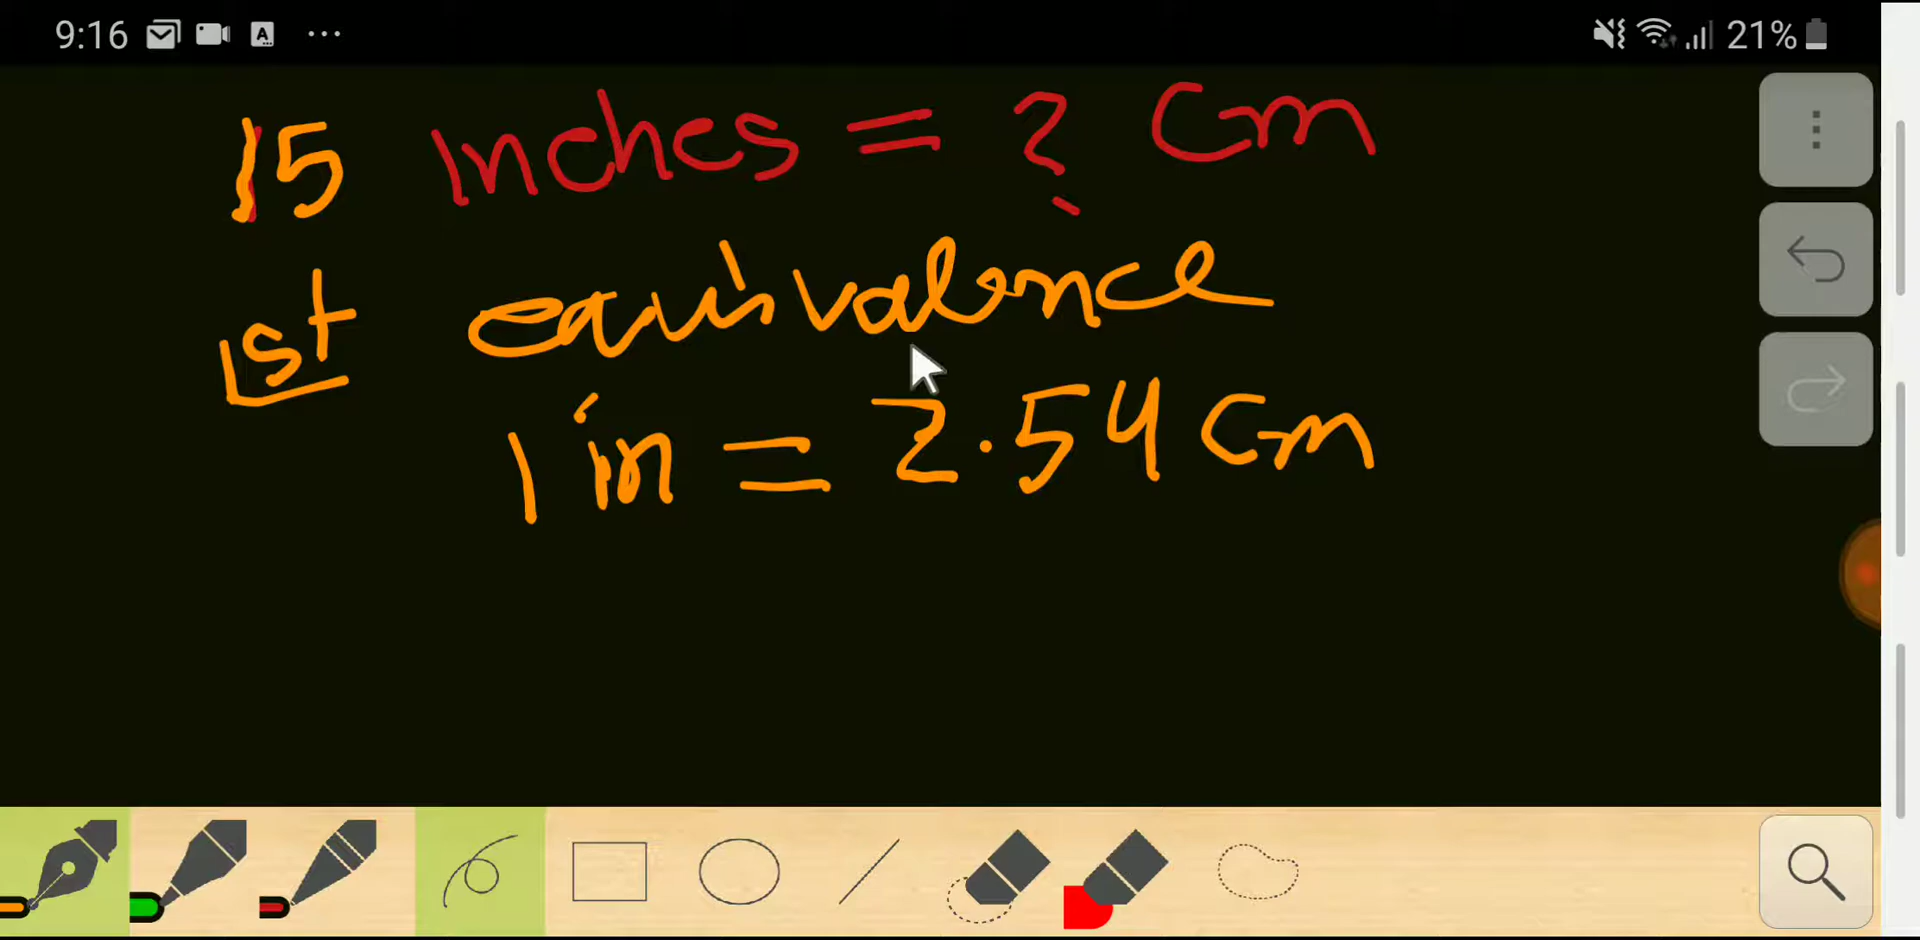 9:16 A ... 21%
15 Inches = ? Cm
1st equivalence
1 in = 2.54 Cm